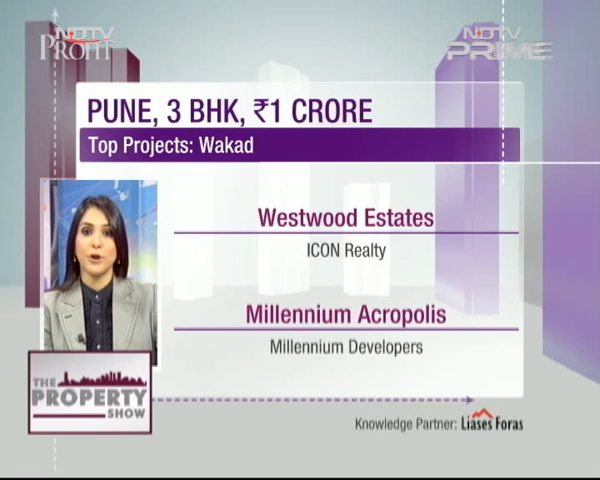 NDTV
PROFIT
NDTV
PRIME
PUNE, 3 BHK, ₹1 CRORE
Top Projects: Wakad
Westwood Estates
ICON Realty
Millennium Acropolis
Millennium Developers
THE
PROPERTY
SHOW
Knowledge Partner: Liases Foras